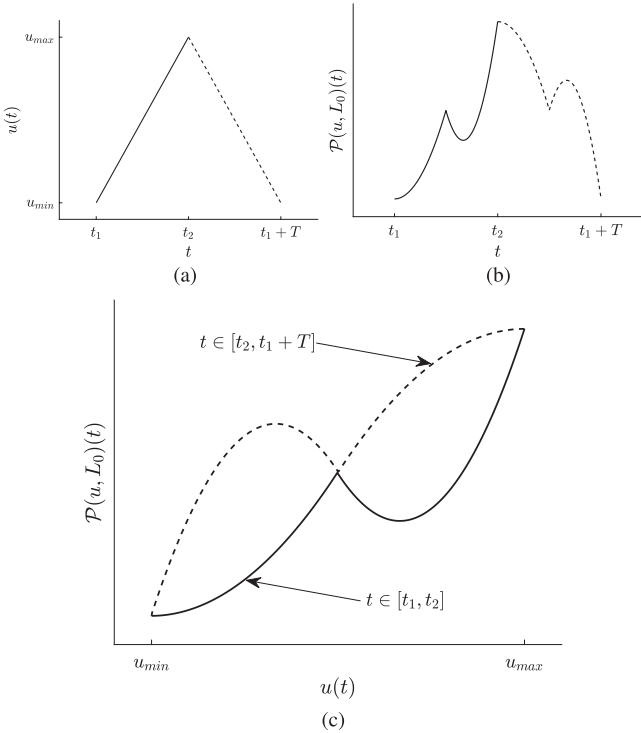 u_max
u(t)
u_min
t_1
t_2
t_1 + T
t
(a)
𝒫(u, L_0)(t)
t_1
t_2
t_1 + T
t
(b)
t ∈ [t_2, t_1 + T]
𝒫(u, L_0)(t)
t ∈ [t_1, t_2]
u_min
u_max
u(t)
(c)